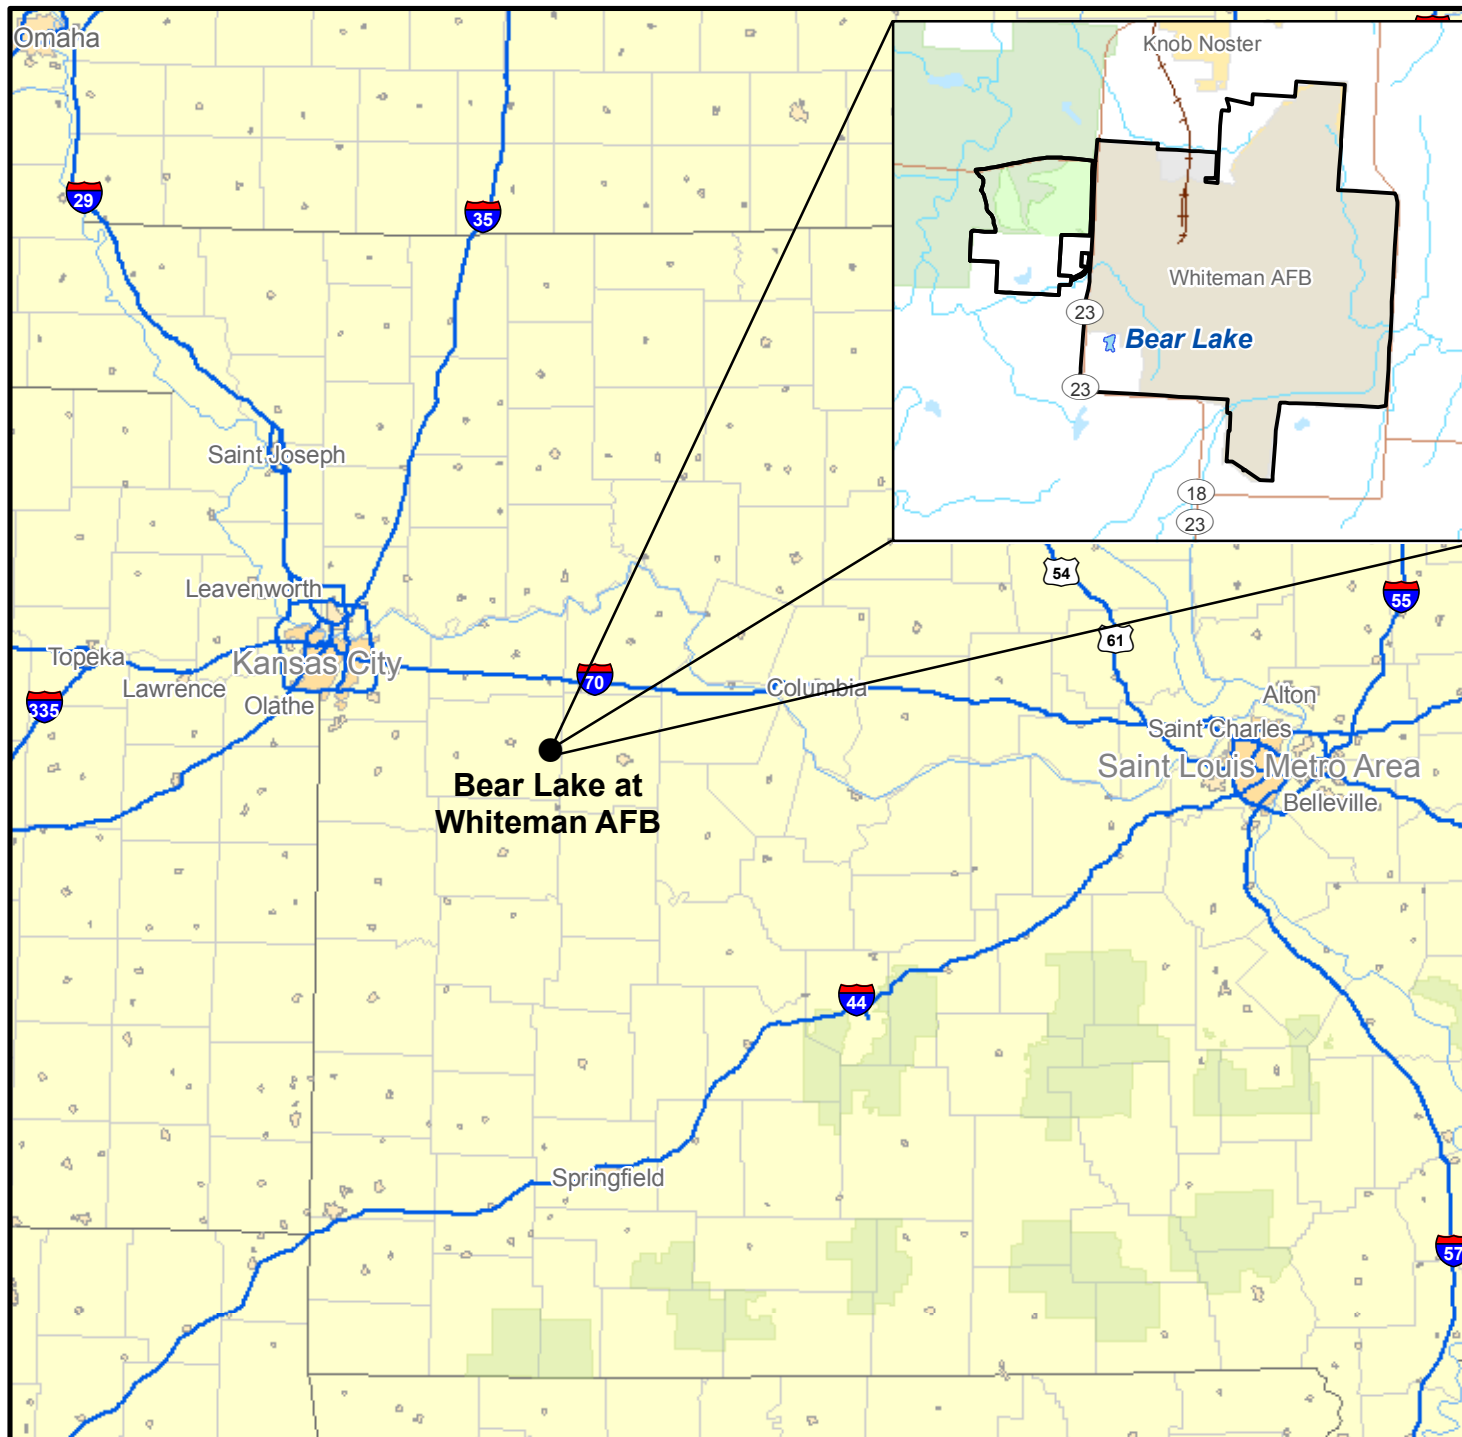 Omaha
Knob Noster
29
35
Whiteman AFB
23
Bear Lake
23
Saint Joseph
18
23
54
55
Leavenworth
61
Topeka
Kansas City
70
Columbia
Lawrence
Alton
335
Olathe
Saint Charles
Bear Lake at
Whiteman AFB
Saint Louis Metro Area
Belleville
44
Springfield
57